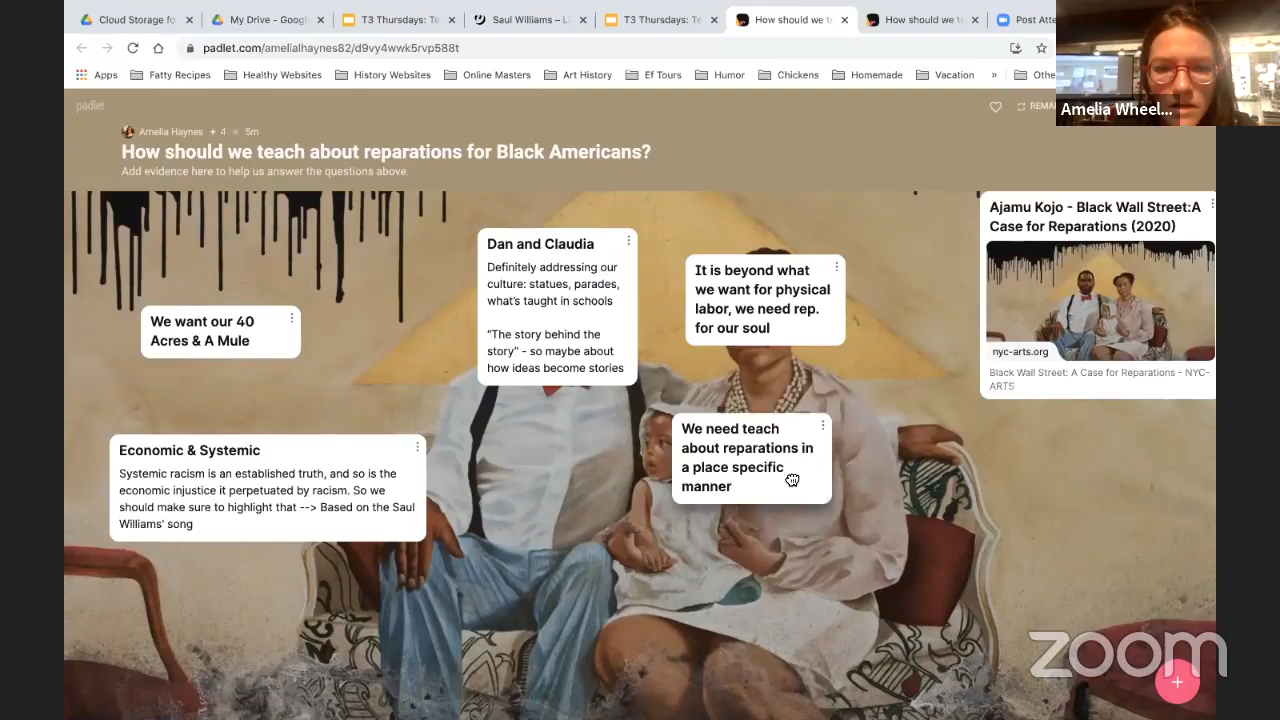 Cloud Storage fo
My Drive - Google
T3 Thursdays: Te
Saul Williams – Li
T3 Thursdays: Te
How should we te
How should we te
Post Atte
padlet.com/amelialhaynes82/d9vy4wwk5rvp588t
Apps
Fatty Recipes
Healthy Websites
History Websites
Online Masters
Art History
Ef Tours
Humor
Chickens
Homemade
Vacation
»
Othe
Amelia Wheel...
padlet
REMA
Amelia Haynes + 4 5m
How should we teach about reparations for Black Americans?
Add evidence here to help us answer the questions above.
We want our 40
Acres & A Mule
Dan and Claudia
Definitely addressing our
culture: statues, parades,
what's taught in schools
"The story behind the
story" - so maybe about
how ideas become stories
It is beyond what
we want for physical
labor, we need rep.
for our soul
Ajamu Kojo - Black Wall Street:A
Case for Reparations (2020)
nyc-arts.org
Black Wall Street: A Case for Reparations - NYC-
ARTS
We need teach
about reparations in
a place specific
manner
Economic & Systemic
Systemic racism is an established truth, and so is the
economic injustice it perpetuated by racism. So we
should make sure to highlight that --> Based on the Saul
Williams' song
zoom